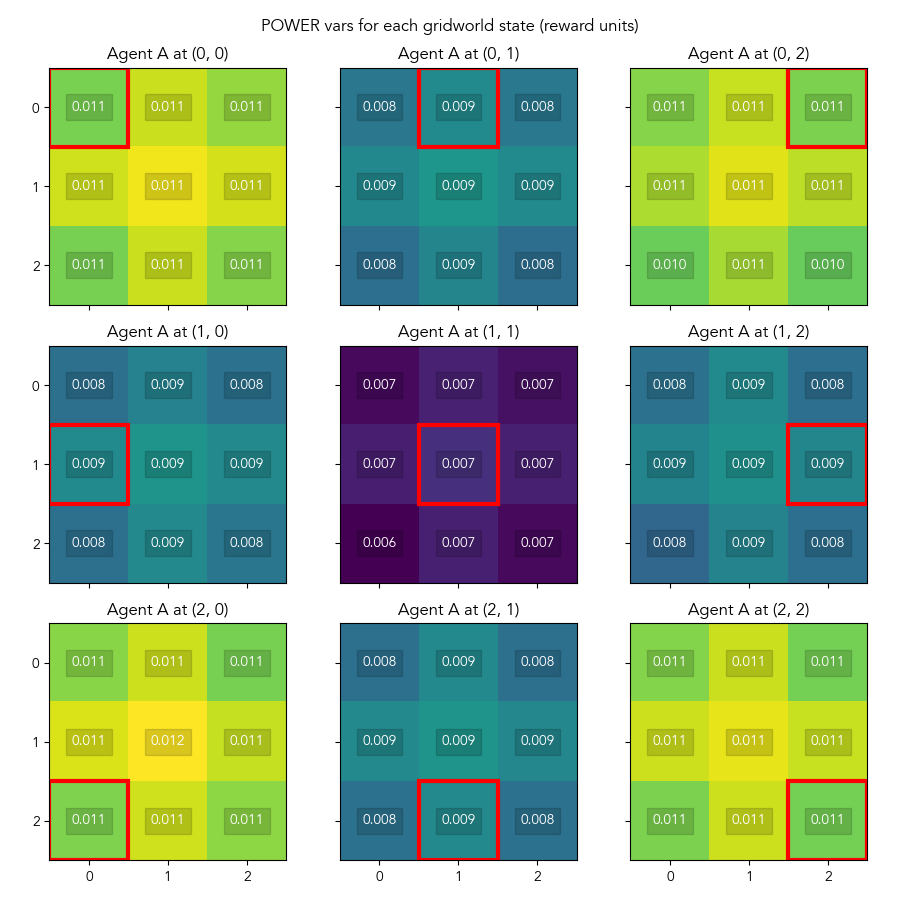 POWER vars for each gridworld state (reward units)
Agent A at (0, 0) Agent A at (0, 1) Agent A at (0, 2)
0 0.011 0.011 0.011 0.008 0.009 0.008 0.011 0.011 0.011
1 0.011 0.011 0.011 0.009 0.009 0.009 0.011 0.011 0.011
2 0.011 0.011 0.011 0.008 0.009 0.008 0.010 0.011 0.010
Agent A at (1, 0) Agent A at (1, 1) Agent A at (1, 2)
0 0.008 0.009 0.008 0.007 0.007 0.007 0.008 0.009 0.008
1 0.009 0.009 0.009 0.007 0.007 0.007 0.009 0.009 0.009
2 0.008 0.009 0.008 0.006 0.007 0.007 0.008 0.009 0.008
Agent A at (2, 0) Agent A at (2, 1) Agent A at (2, 2)
0 0.011 0.011 0.011 0.008 0.009 0.008 0.011 0.011 0.011
1 0.011 0.012 0.011 0.009 0.009 0.009 0.011 0.011 0.011
2 0.011 0.011 0.011 0.008 0.009 0.008 0.011 0.011 0.011
0 1 2 0 1 2 0 1 2